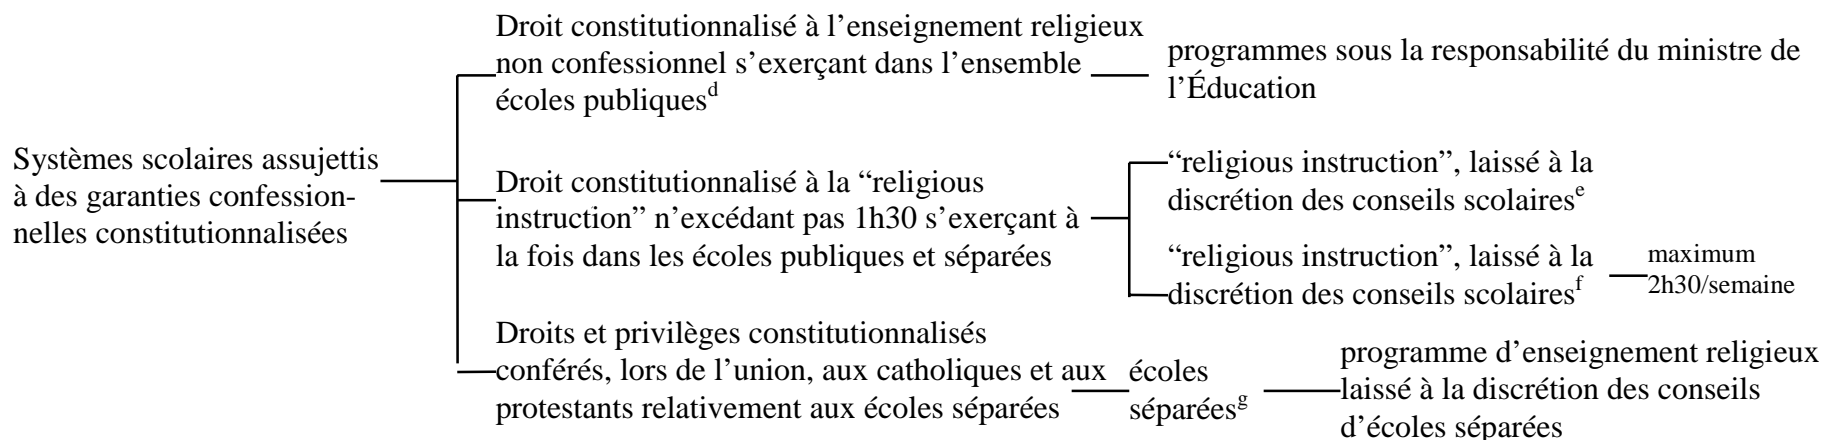 Systèmes scolaires assujettis
à des garanties confession-
nelles constitutionnalisées
Droit constitutionnalisé à l’enseignement religieux
non confessionnel s’exerçant dans l’ensemble
écoles publiques^d
programmes sous la responsabilité du ministre de
l’Éducation
Droit constitutionnalisé à la “religious
instruction” n’excédant pas 1h30 s’exerçant à
la fois dans les écoles publiques et séparées
“religious instruction”, laissé à la
discrétion des conseils scolaires^e
“religious instruction”, laissé à la
discrétion des conseils scolaires^f
maximum
2h30/semaine
Droits et privilèges constitutionnalisés
conférés, lors de l’union, aux catholiques et aux
protestants relativement aux écoles séparées
écoles
séparées^g
programme d’enseignement religieux
laissé à la discrétion des conseils
d’écoles séparées